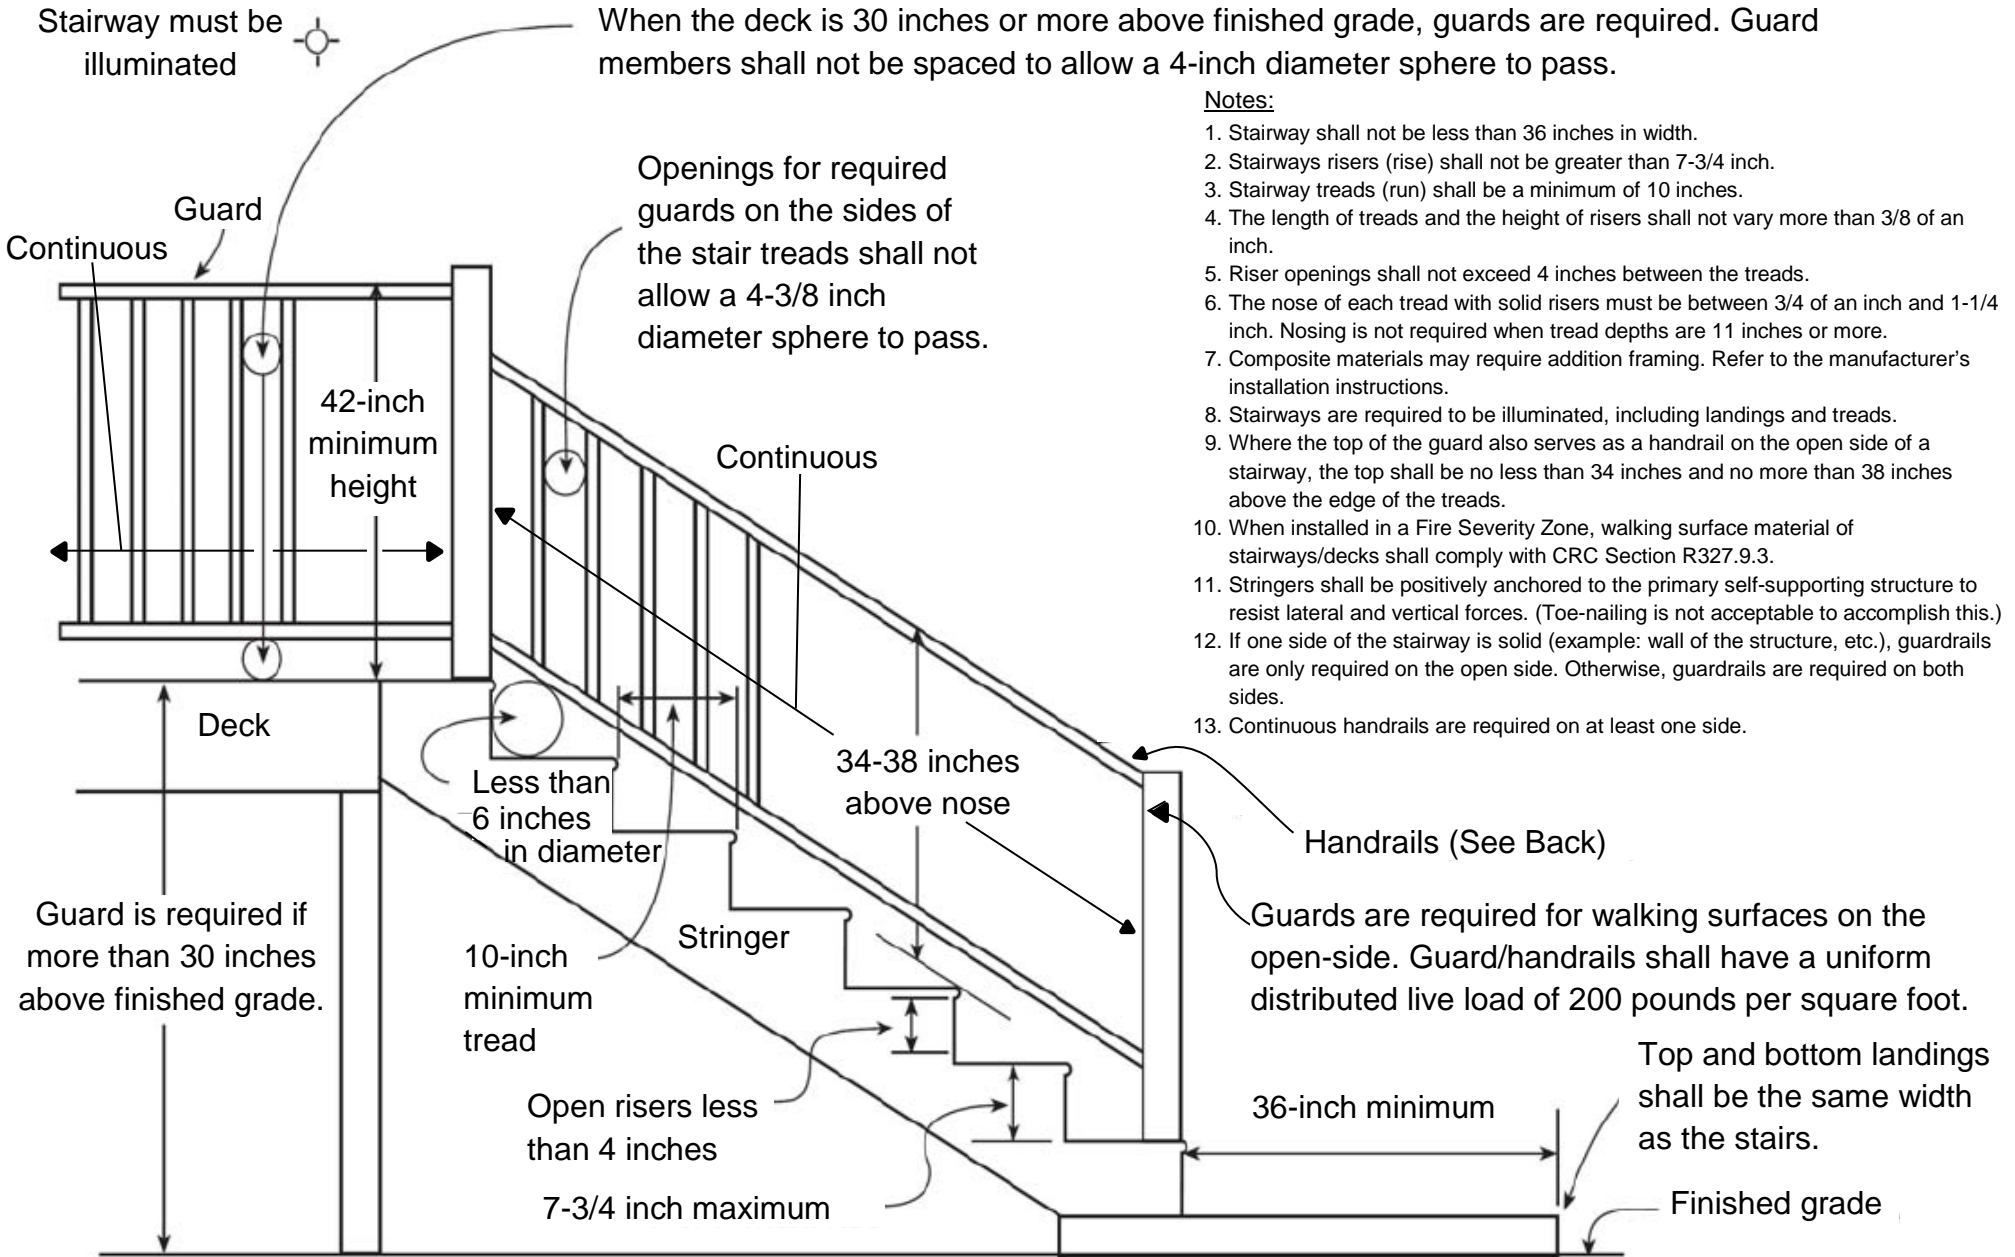 Stairway must be
illuminated
When the deck is 30 inches or more above finished grade, guards are required. Guard
members shall not be spaced to allow a 4-inch diameter sphere to pass.
Notes:
1. Stairway shall not be less than 36 inches in width.
2. Stairways risers (rise) shall not be greater than 7-3/4 inch.
3. Stairway treads (run) shall be a minimum of 10 inches.
4. The length of treads and the height of risers shall not vary more than 3/8 of an
inch.
5. Riser openings shall not exceed 4 inches between the treads.
6. The nose of each tread with solid risers must be between 3/4 of an inch and 1-1/4
inch. Nosing is not required when tread depths are 11 inches or more.
7. Composite materials may require addition framing. Refer to the manufacturer's
installation instructions.
8. Stairways are required to be illuminated, including landings and treads.
9. Where the top of the guard also serves as a handrail on the open side of a
stairway, the top shall be no less than 34 inches and no more than 38 inches
above the edge of the treads.
10. When installed in a Fire Severity Zone, walking surface material of
stairways/decks shall comply with CRC Section R327.9.3.
11. Stringers shall be positively anchored to the primary self-supporting structure to
resist lateral and vertical forces. (Toe-nailing is not acceptable to accomplish this.)
12. If one side of the stairway is solid (example: wall of the structure, etc.), guardrails
are only required on the open side. Otherwise, guardrails are required on both
sides.
13. Continuous handrails are required on at least one side.
Openings for required
guards on the sides of
the stair treads shall not
allow a 4-3/8 inch
diameter sphere to pass.
Guard
Continuous
42-inch
minimum
height
Continuous
Deck
Less than
6 inches
in diameter
34-38 inches
above nose
Handrails (See Back)
Guard is required if
more than 30 inches
above finished grade.
Stringer
10-inch
minimum
tread
Guards are required for walking surfaces on the
open-side. Guard/handrails shall have a uniform
distributed live load of 200 pounds per square foot.
Open risers less
than 4 inches
7-3/4 inch maximum
36-inch minimum
Top and bottom landings
shall be the same width
as the stairs.
Finished grade